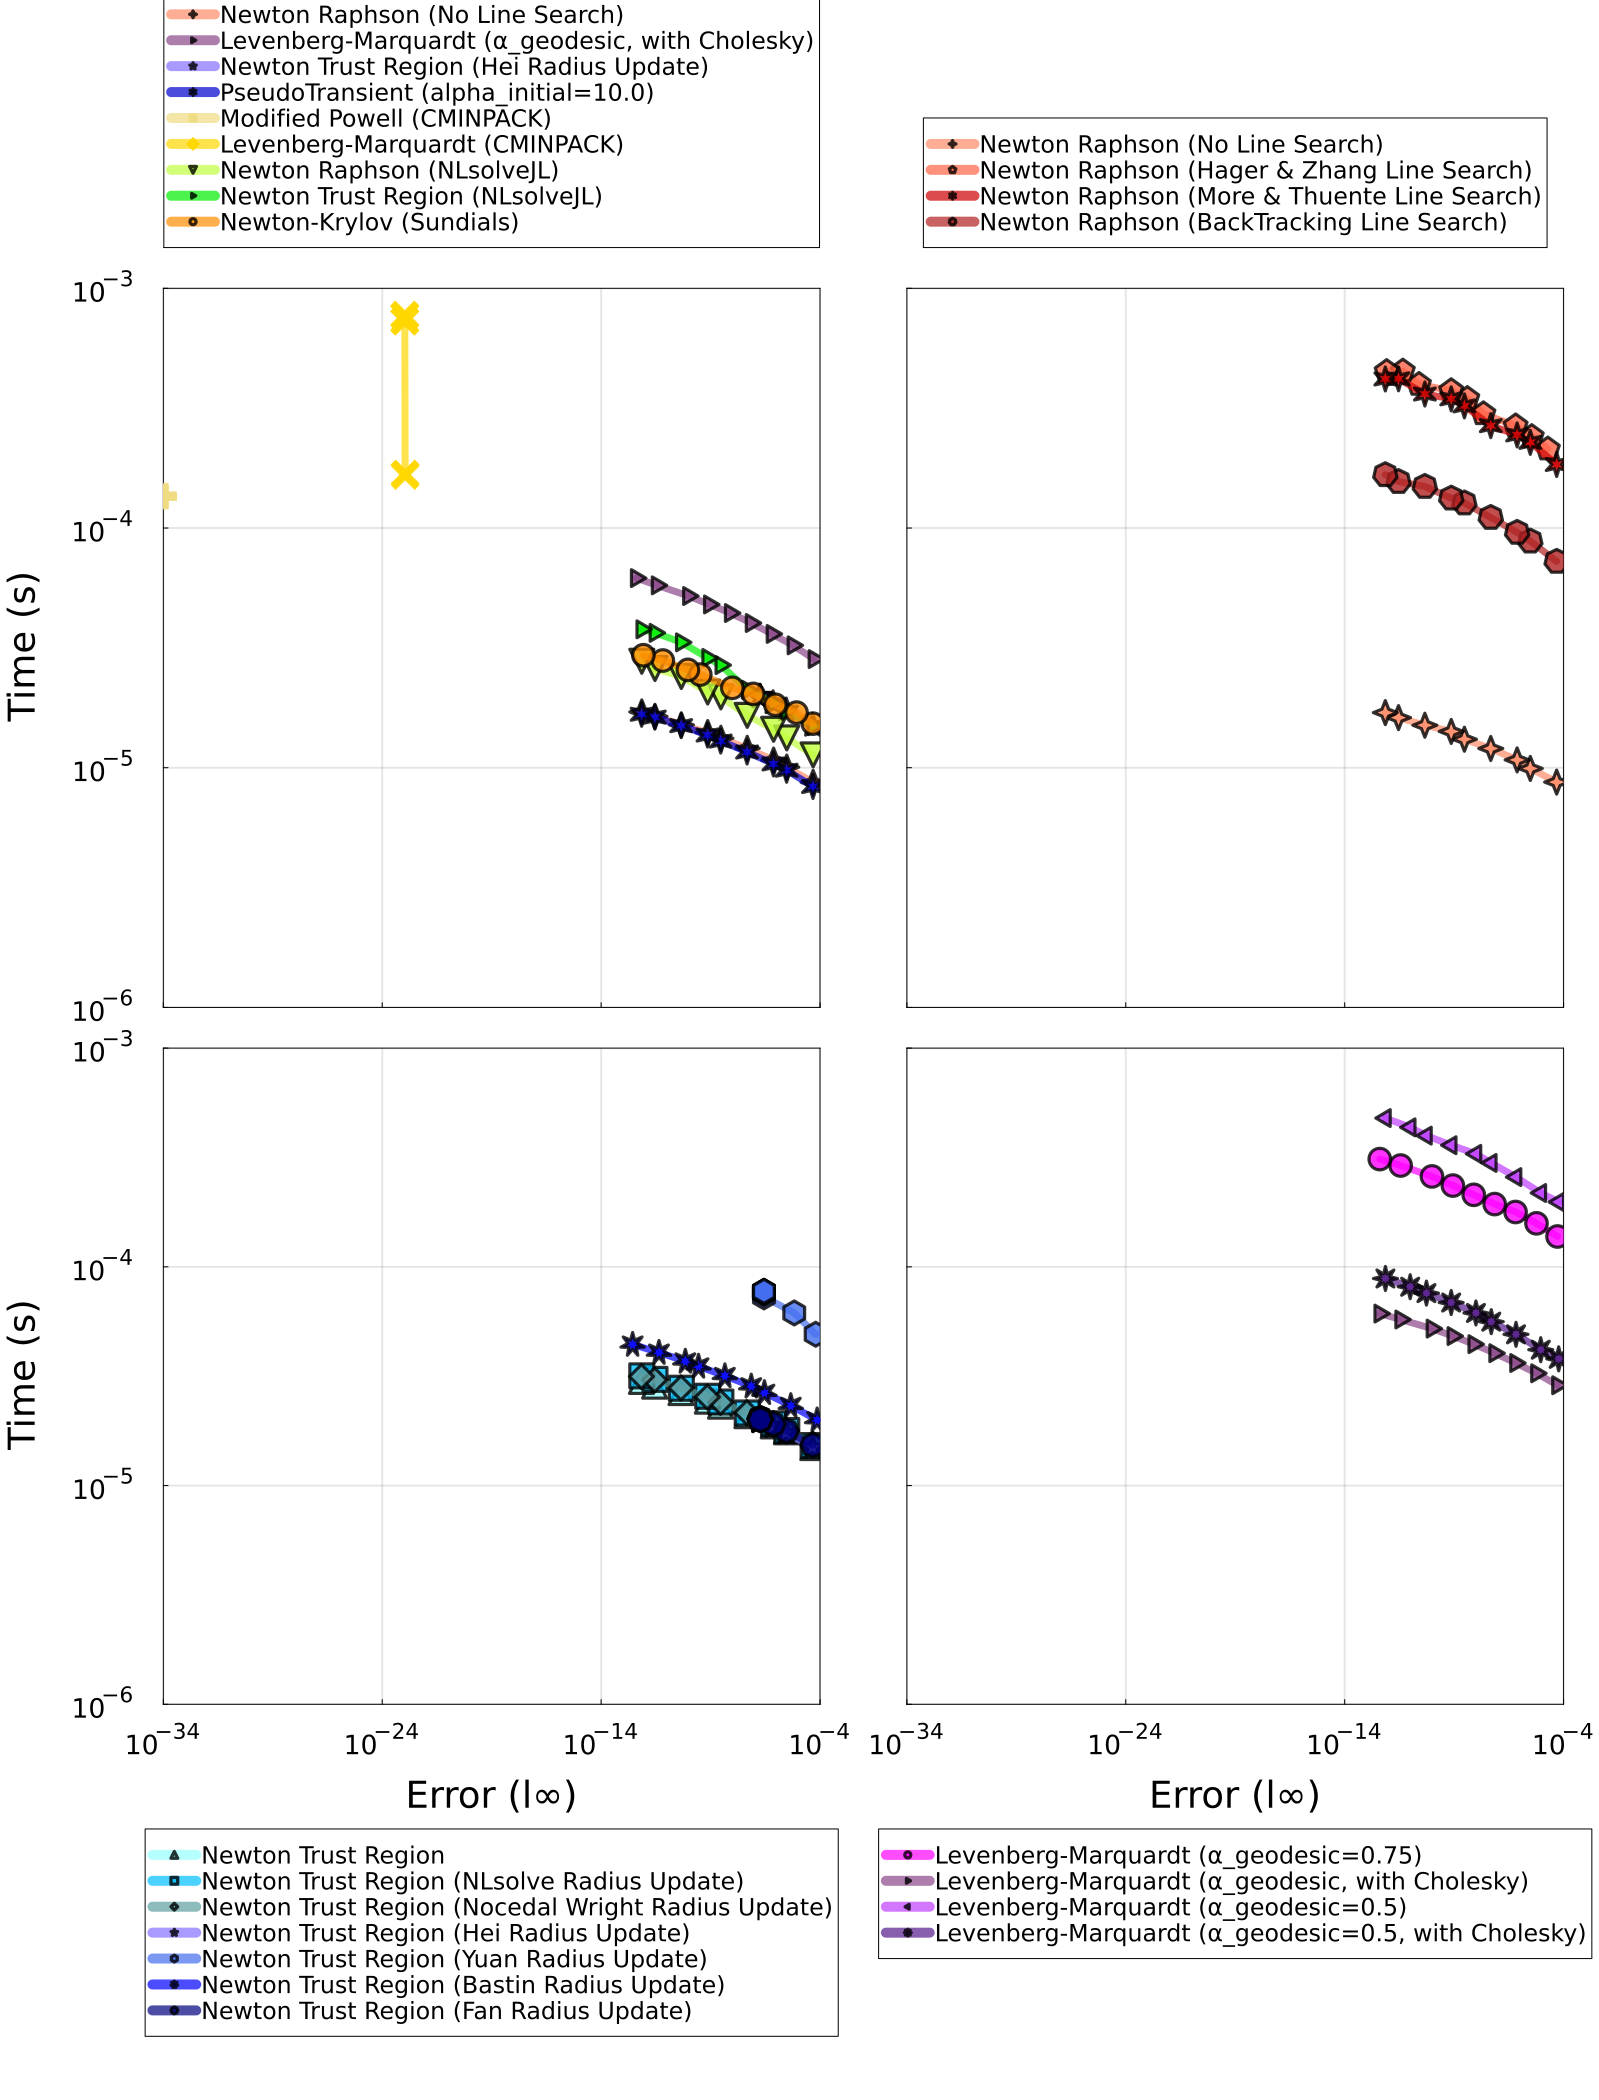 Newton Raphson (No Line Search)
Levenberg-Marquardt (α_geodesic, with Cholesky)
Newton Trust Region (Hei Radius Update)
PseudoTransient (alpha_initial=10.0)
Modified Powell (CMINPACK)
Levenberg-Marquardt (CMINPACK)
Newton Raphson (NLsolveJL)
Newton Trust Region (NLsolveJL)
Newton-Krylov (Sundials)
Newton Raphson (No Line Search)
Newton Raphson (Hager & Zhang Line Search)
Newton Raphson (More & Thuente Line Search)
Newton Raphson (BackTracking Line Search)
10⁻³
10⁻⁴
10⁻⁵
10⁻⁶
Time (s)
10⁻³
10⁻⁴
10⁻⁵
10⁻⁶
Time (s)
10⁻³⁴ 10⁻²⁴ 10⁻¹⁴ 10⁻⁴
Error (l∞)
10⁻³⁴ 10⁻²⁴ 10⁻¹⁴ 10⁻⁴
Error (l∞)
Newton Trust Region
Newton Trust Region (NLsolve Radius Update)
Newton Trust Region (Nocedal Wright Radius Update)
Newton Trust Region (Hei Radius Update)
Newton Trust Region (Yuan Radius Update)
Newton Trust Region (Bastin Radius Update)
Newton Trust Region (Fan Radius Update)
Levenberg-Marquardt (α_geodesic=0.75)
Levenberg-Marquardt (α_geodesic, with Cholesky)
Levenberg-Marquardt (α_geodesic=0.5)
Levenberg-Marquardt (α_geodesic=0.5, with Cholesky)